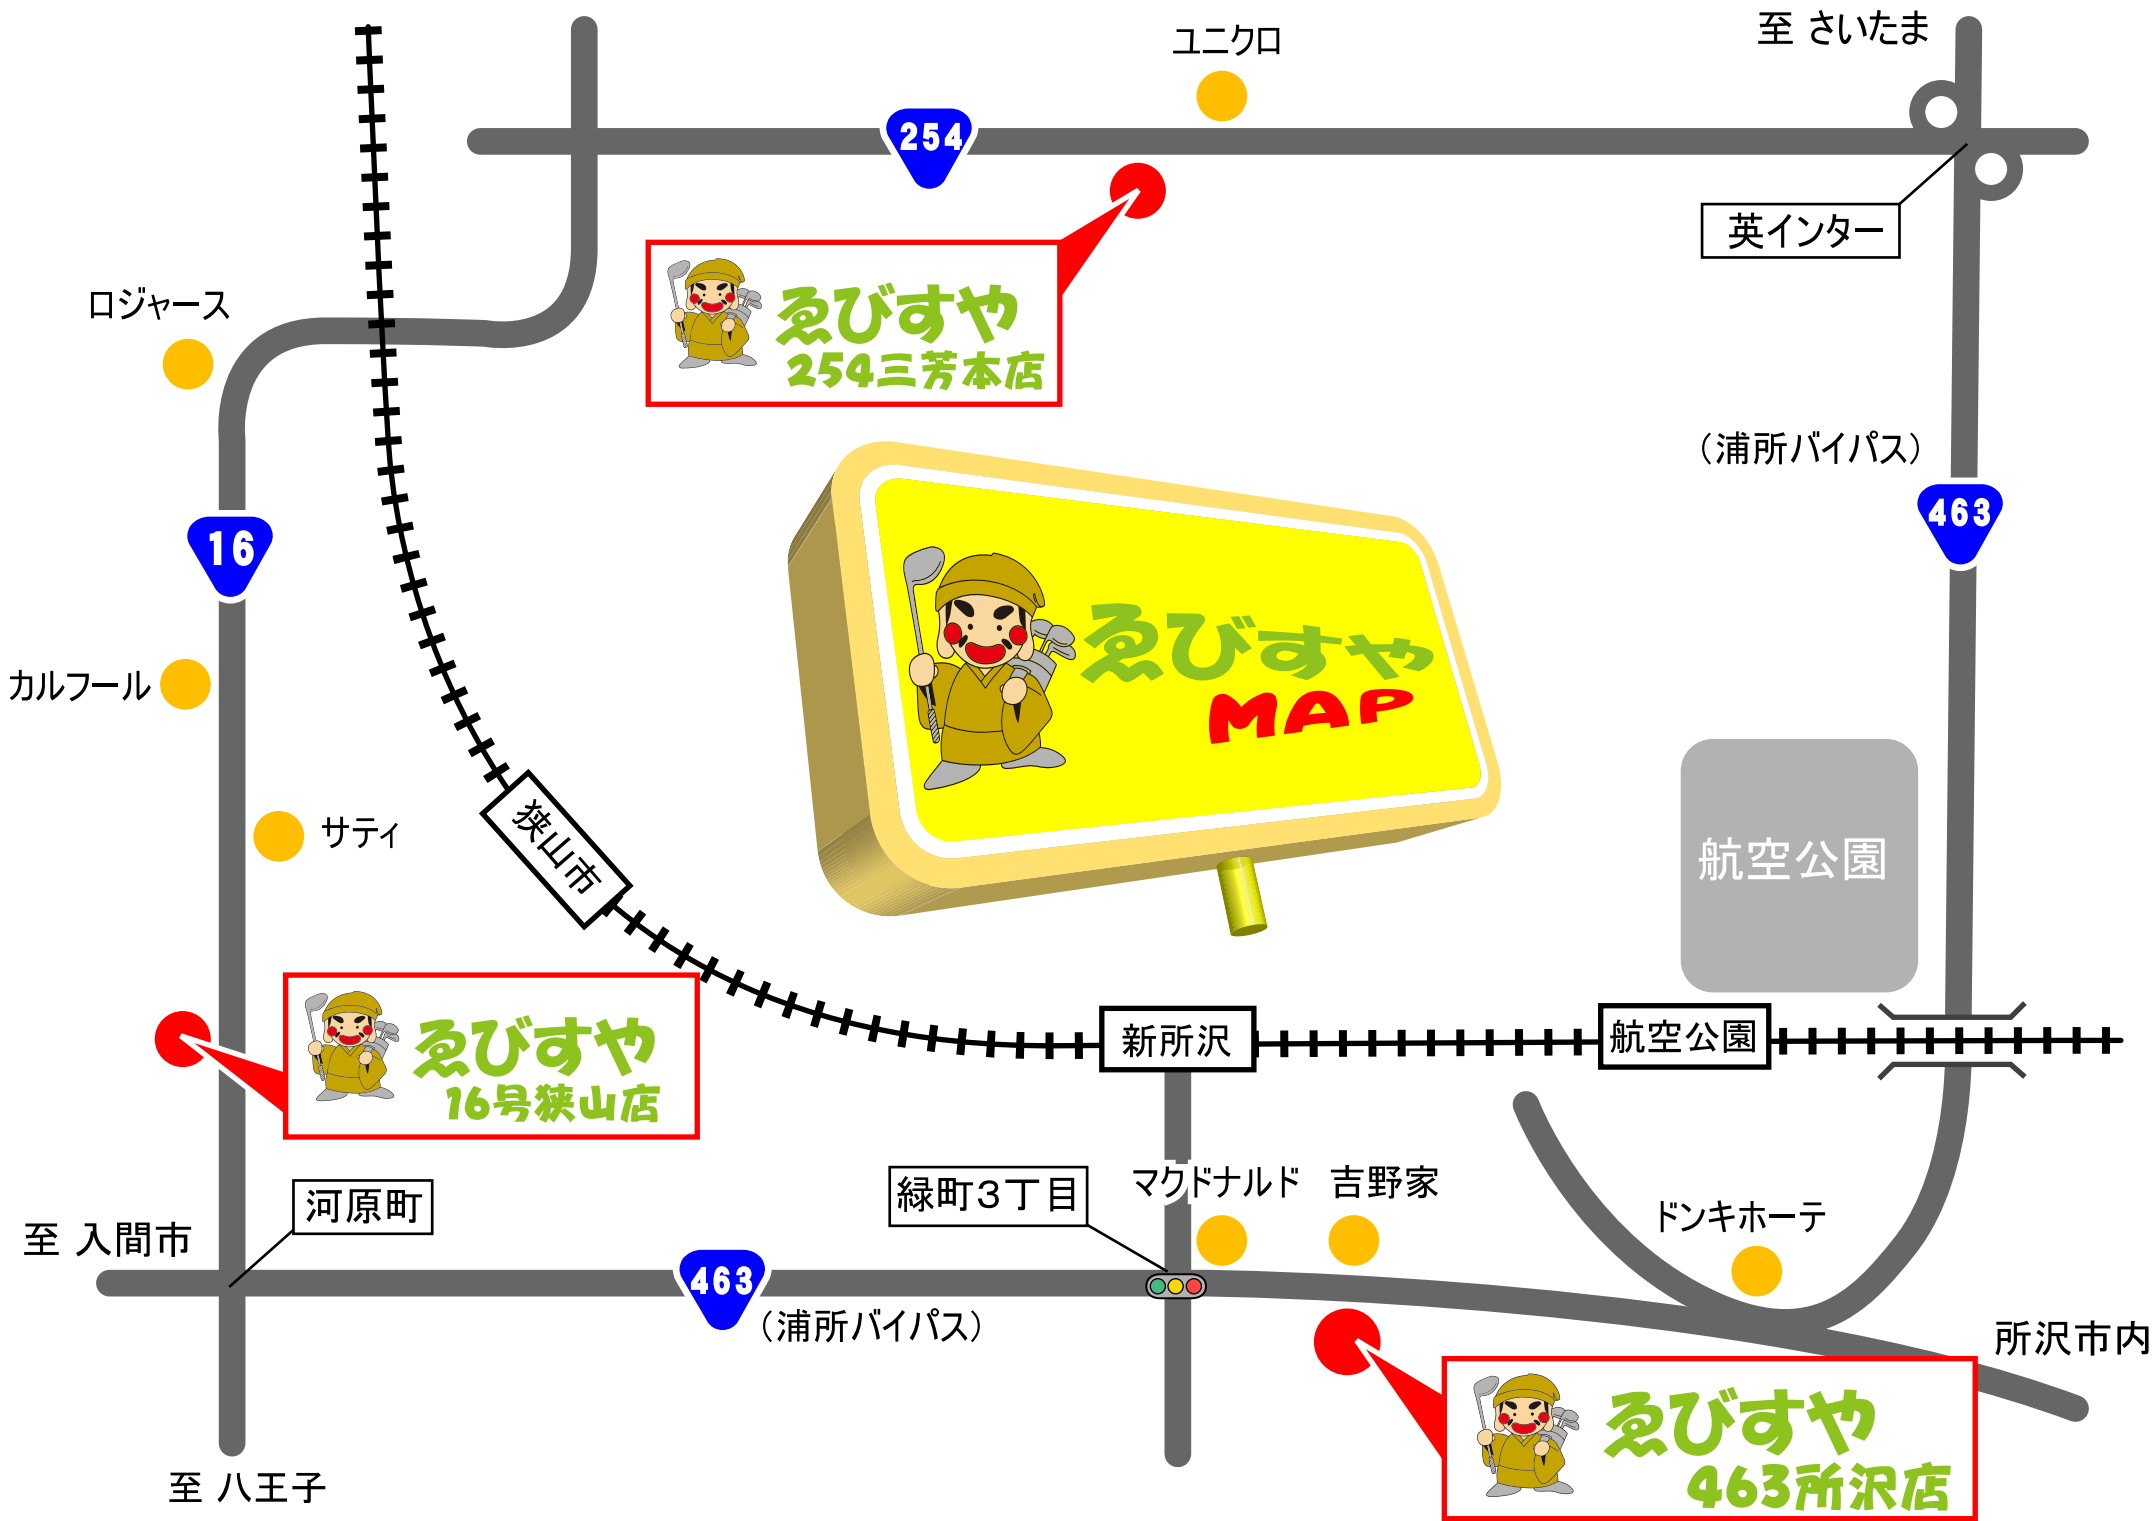 至 さいたま
ユニクロ
254
英インター
ロジャース
ゑびすや
254三芳本店
(浦所バイパス)
463
16
ゑびすや
MAP
カルフール
サティ
狭山市
航空公園
新所沢
航空公園
ゑびすや
16号狭山店
河原町
緑町3丁目
マクドナルド
吉野家
ドンキホーテ
至 入間市
463
(浦所バイパス)
所沢市内
ゑびすや
463所沢店
至 八王子